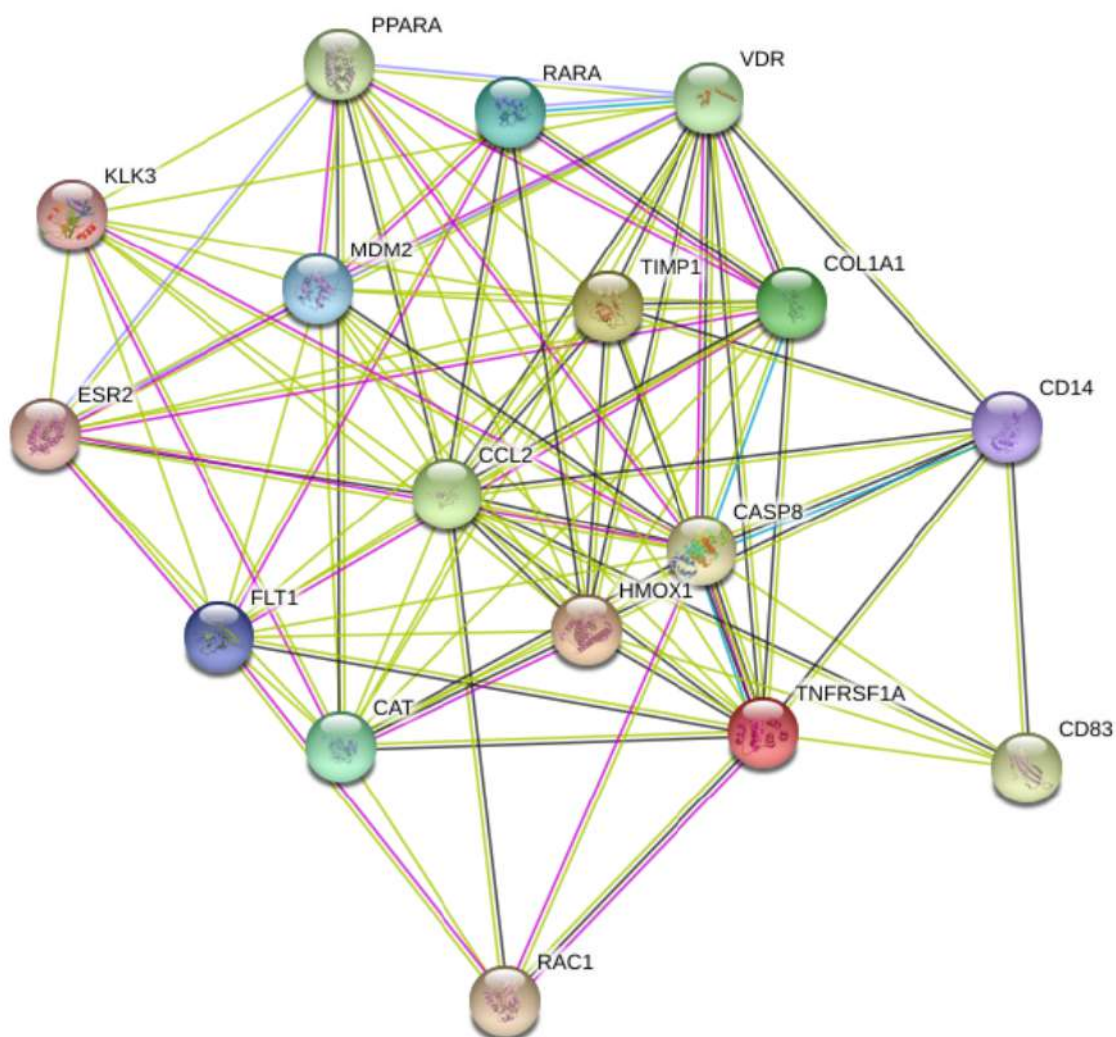 PPARA
RARA
VDR
KLK3
MDM2
TIMP1
COL1A1
CD14
ESR2
CCL2
CASP8
FLT1
HMOX1
CAT
TNFRSF1A
CD83
RAC1